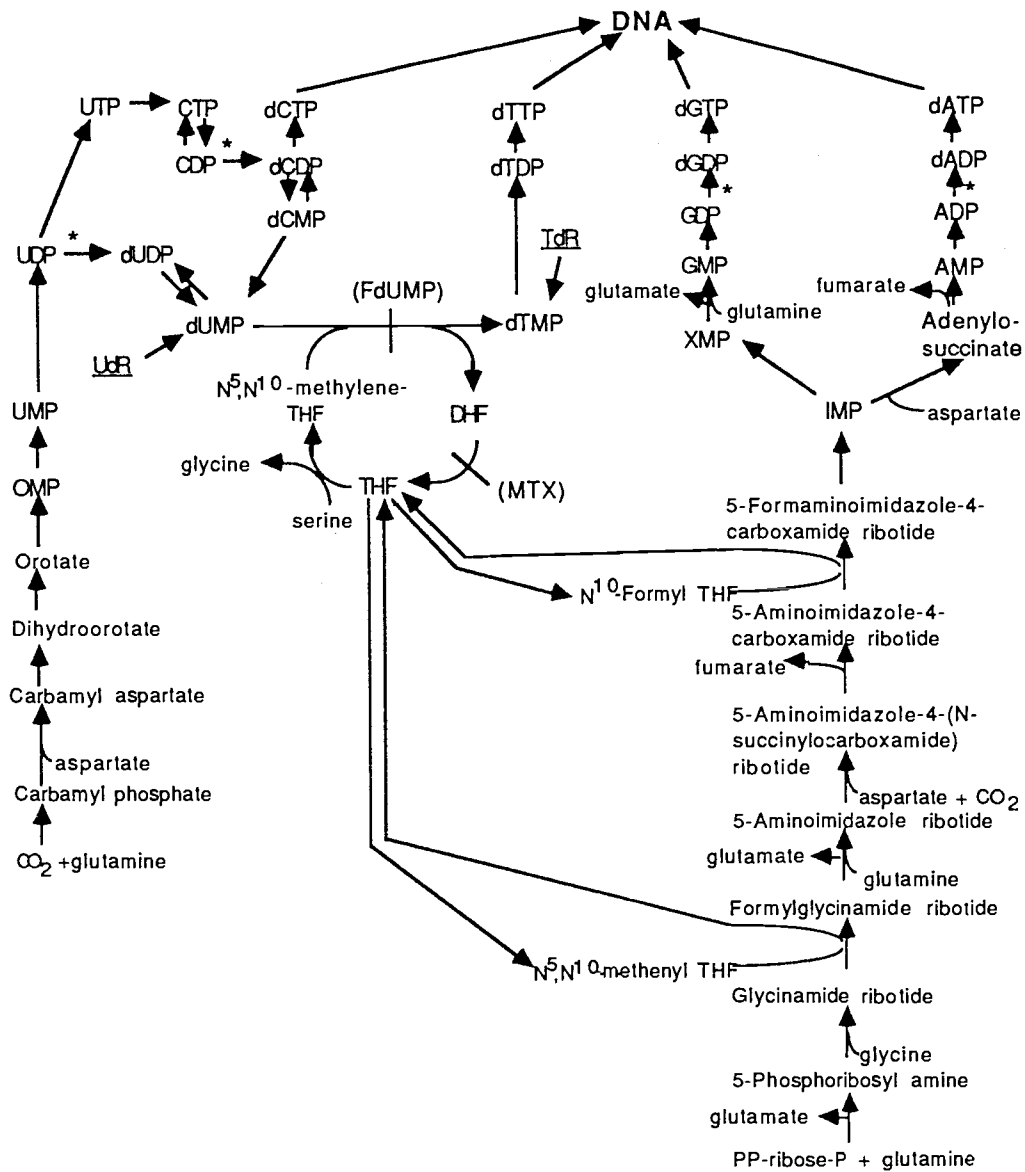 DNA
UTP
CTP
dCTP
dTTP
dGTP
dATP
*
CDP
dCDP
dTDP
dGDP
dADP
*
*
dCMP
GDP
ADP
*
UDP
dUDP
TdR
GMP
AMP
(FdUMP)
glutamate
fumarate
glutamine
dUMP
dTMP
XMP
Adenylo-
succinate
UdR
N5,N10-methylene-
THF
DHF
UMP
IMP
aspartate
glycine
THF
(MTX)
OMP
serine
5-Formaminoimidazole-4-
carboxamide ribotide
Orotate
N10-Formyl THF
5-Aminoimidazole-4-
carboxamide ribotide
Dihydroorotate
fumarate
Carbamyl aspartate
5-Aminoimidazole-4-(N-
succinylocarboxamide)
ribotide
aspartate
Carbamyl phosphate
aspartate + CO2
5-Aminoimidazole ribotide
CO2 +glutamine
glutamate
glutamine
Formylglycinamide ribotide
N5,N10-methenyl THF
Glycinamide ribotide
glycine
5-Phosphoribosyl amine
glutamate
PP-ribose-P + glutamine